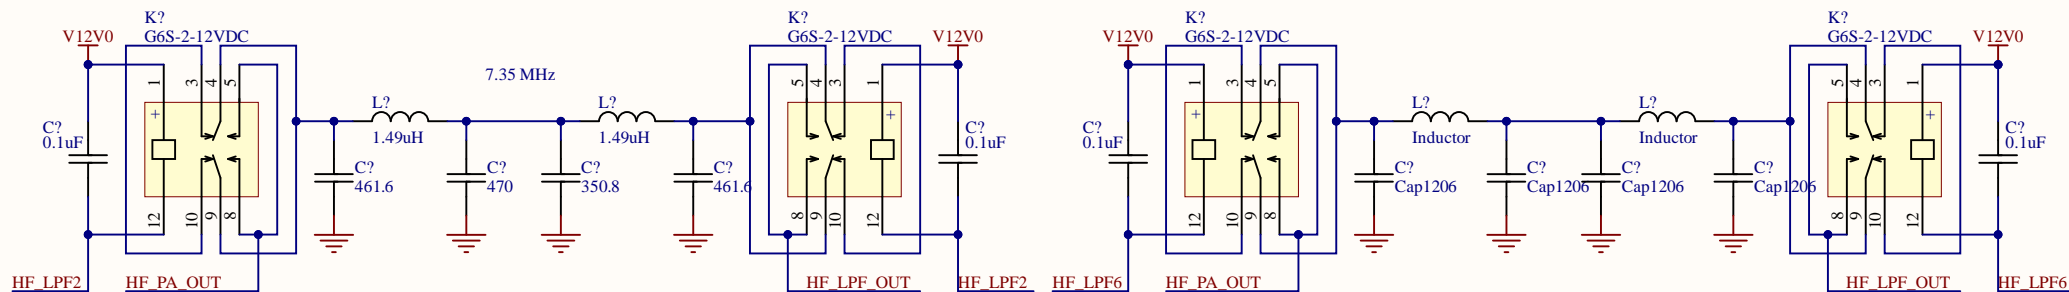 K?
G6S-2-12VDC
V12V0
1
3
4
5
+
C?
0.1uF
12
10
9
8
HF_LPF2
HF_PA_OUT
7.35 MHz
L?
1.49uH
L?
1.49uH
C?
461.6
C?
470
C?
350.8
C?
461.6
K?
G6S-2-12VDC
V12V0
5
4
3
1
+
C?
0.1uF
8
9
10
12
HF_LPF_OUT
HF_LPF2
K?
G6S-2-12VDC
V12V0
1
3
4
5
+
C?
0.1uF
12
10
9
8
HF_LPF6
HF_PA_OUT
L?
Inductor
L?
Inductor
C?
Cap1206
C?
Cap1206
C?
Cap1206
C?
Cap1206
K?
G6S-2-12VDC
V12V0
5
4
3
1
+
C?
0.1uF
8
9
10
12
HF_LPF_OUT
HF_LPF6